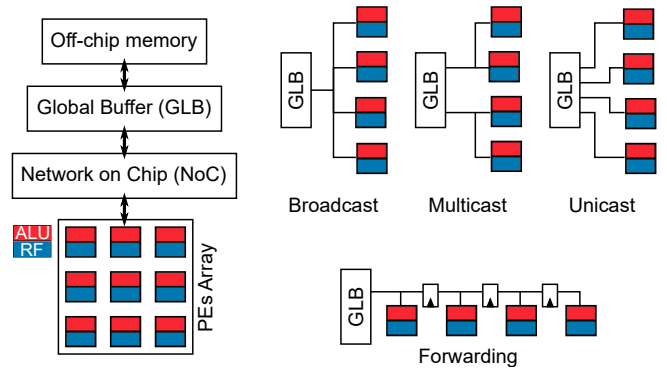 Off-chip memory
Global Buffer (GLB)
Network on Chip (NoC)
ALU
RF
PEs Array
GLB
GLB
GLB
Broadcast
Multicast
Unicast
GLB
Forwarding